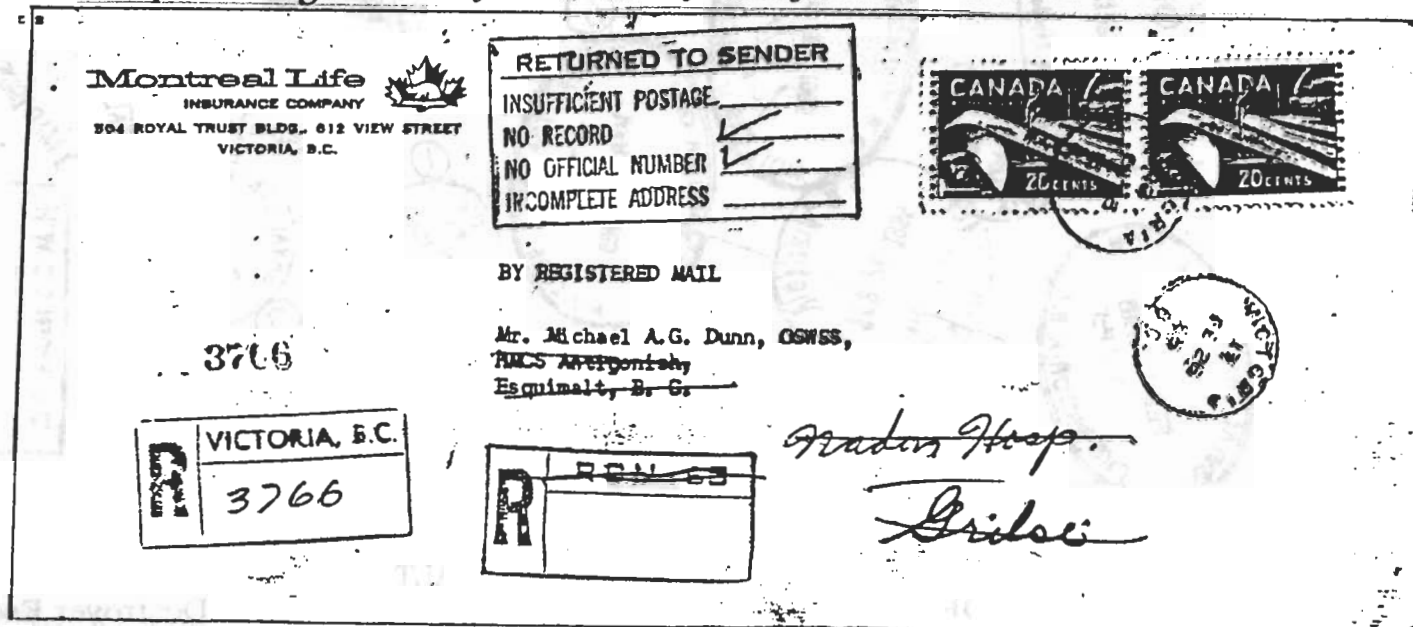 Montreal Life
INSURANCE COMPANY
504 ROYAL TRUST BLDG., 612 VIEW STREET
VICTORIA, B.C.
RETURNED TO SENDER
INSUFFICIENT POSTAGE
NO RECORD
NO OFFICIAL NUMBER
INCOMPLETE ADDRESS
CANADA
20 CENTS
CANADA
20 CENTS
BY REGISTERED MAIL
Mr. Michael A.G. Dunn, OSWSS,
HMCS Antigonish,
Esquimalt, B. C.
3766
VICTORIA, B.C.
3766
R
Naden Hosp.
Grilse
VICTORIA